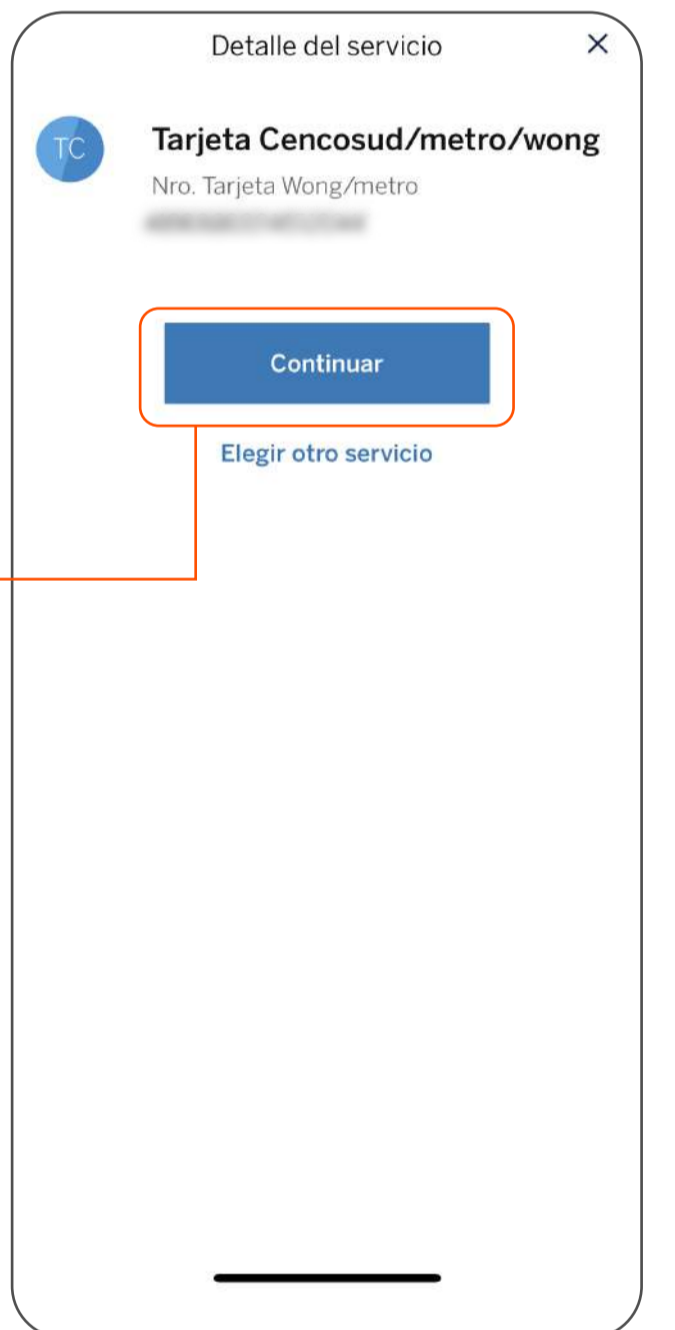 Detalle del servicio
TC
Tarjeta Cencosud/metro/wong
Nro. Tarjeta Wong/metro
Continuar
Elegir otro servicio